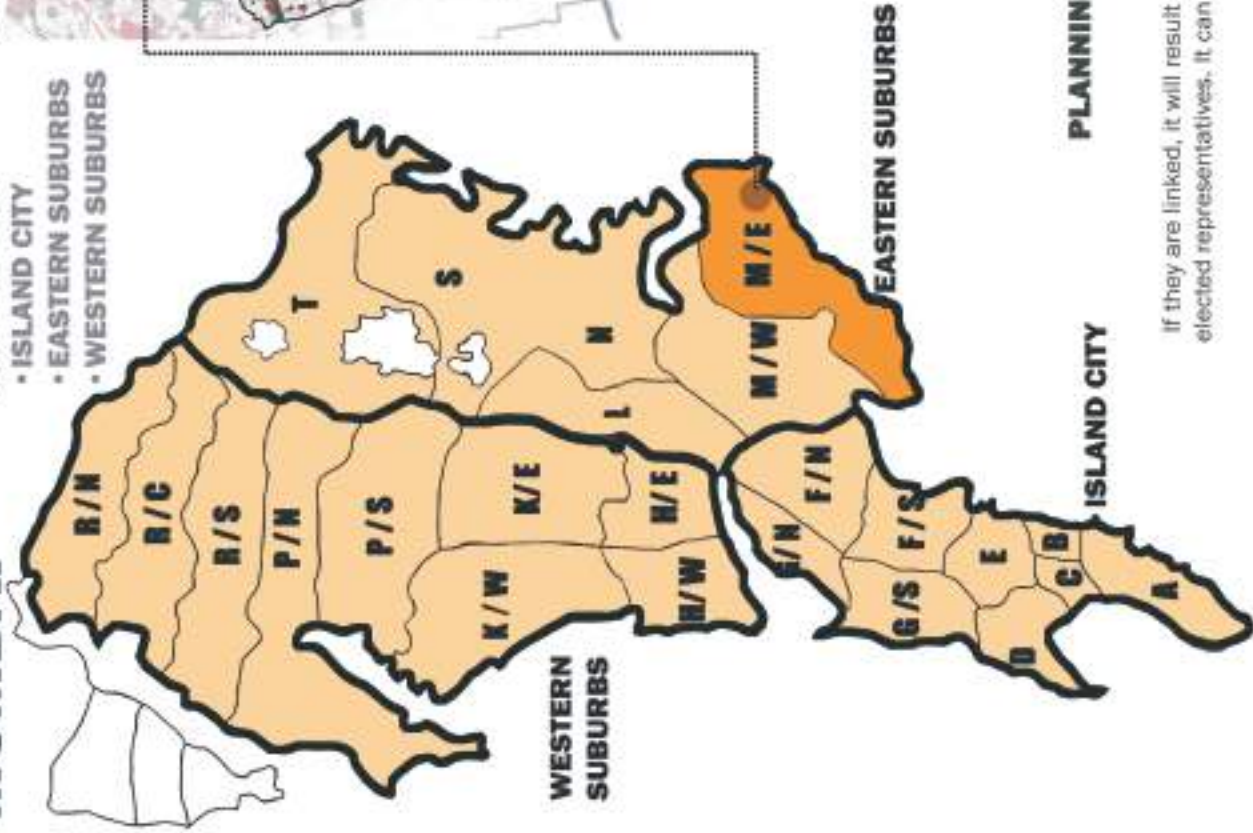 • ISLAND CITY
• EASTERN SUBURBS
• WESTERN SUBURBS
R/N
R/C
R/S
P/N
P/S
K/W
K/E
H/W
H/E
T
S
N
L
M/W
M/E
G/N
F/N
G/S
F/S
E
D
C
B
A
WESTERN
SUBURBS
EASTERN SUBURBS
ISLAND CITY
PLANNIN
If they are linked, it will result
elected representatives. It can